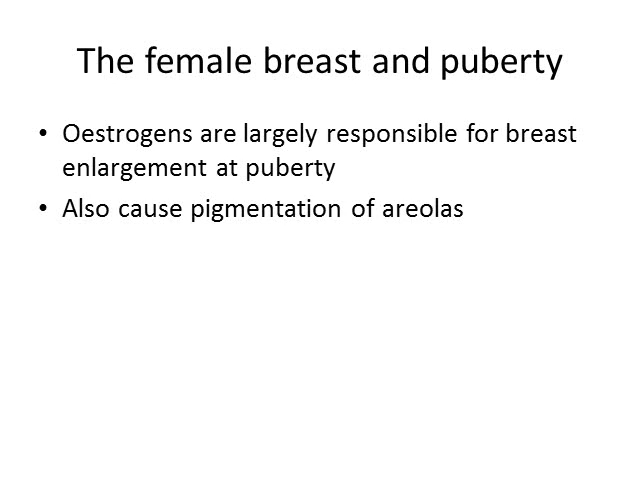 The female breast and puberty
• Oestrogens are largely responsible for breast
enlargement at puberty
• Also cause pigmentation of areolas